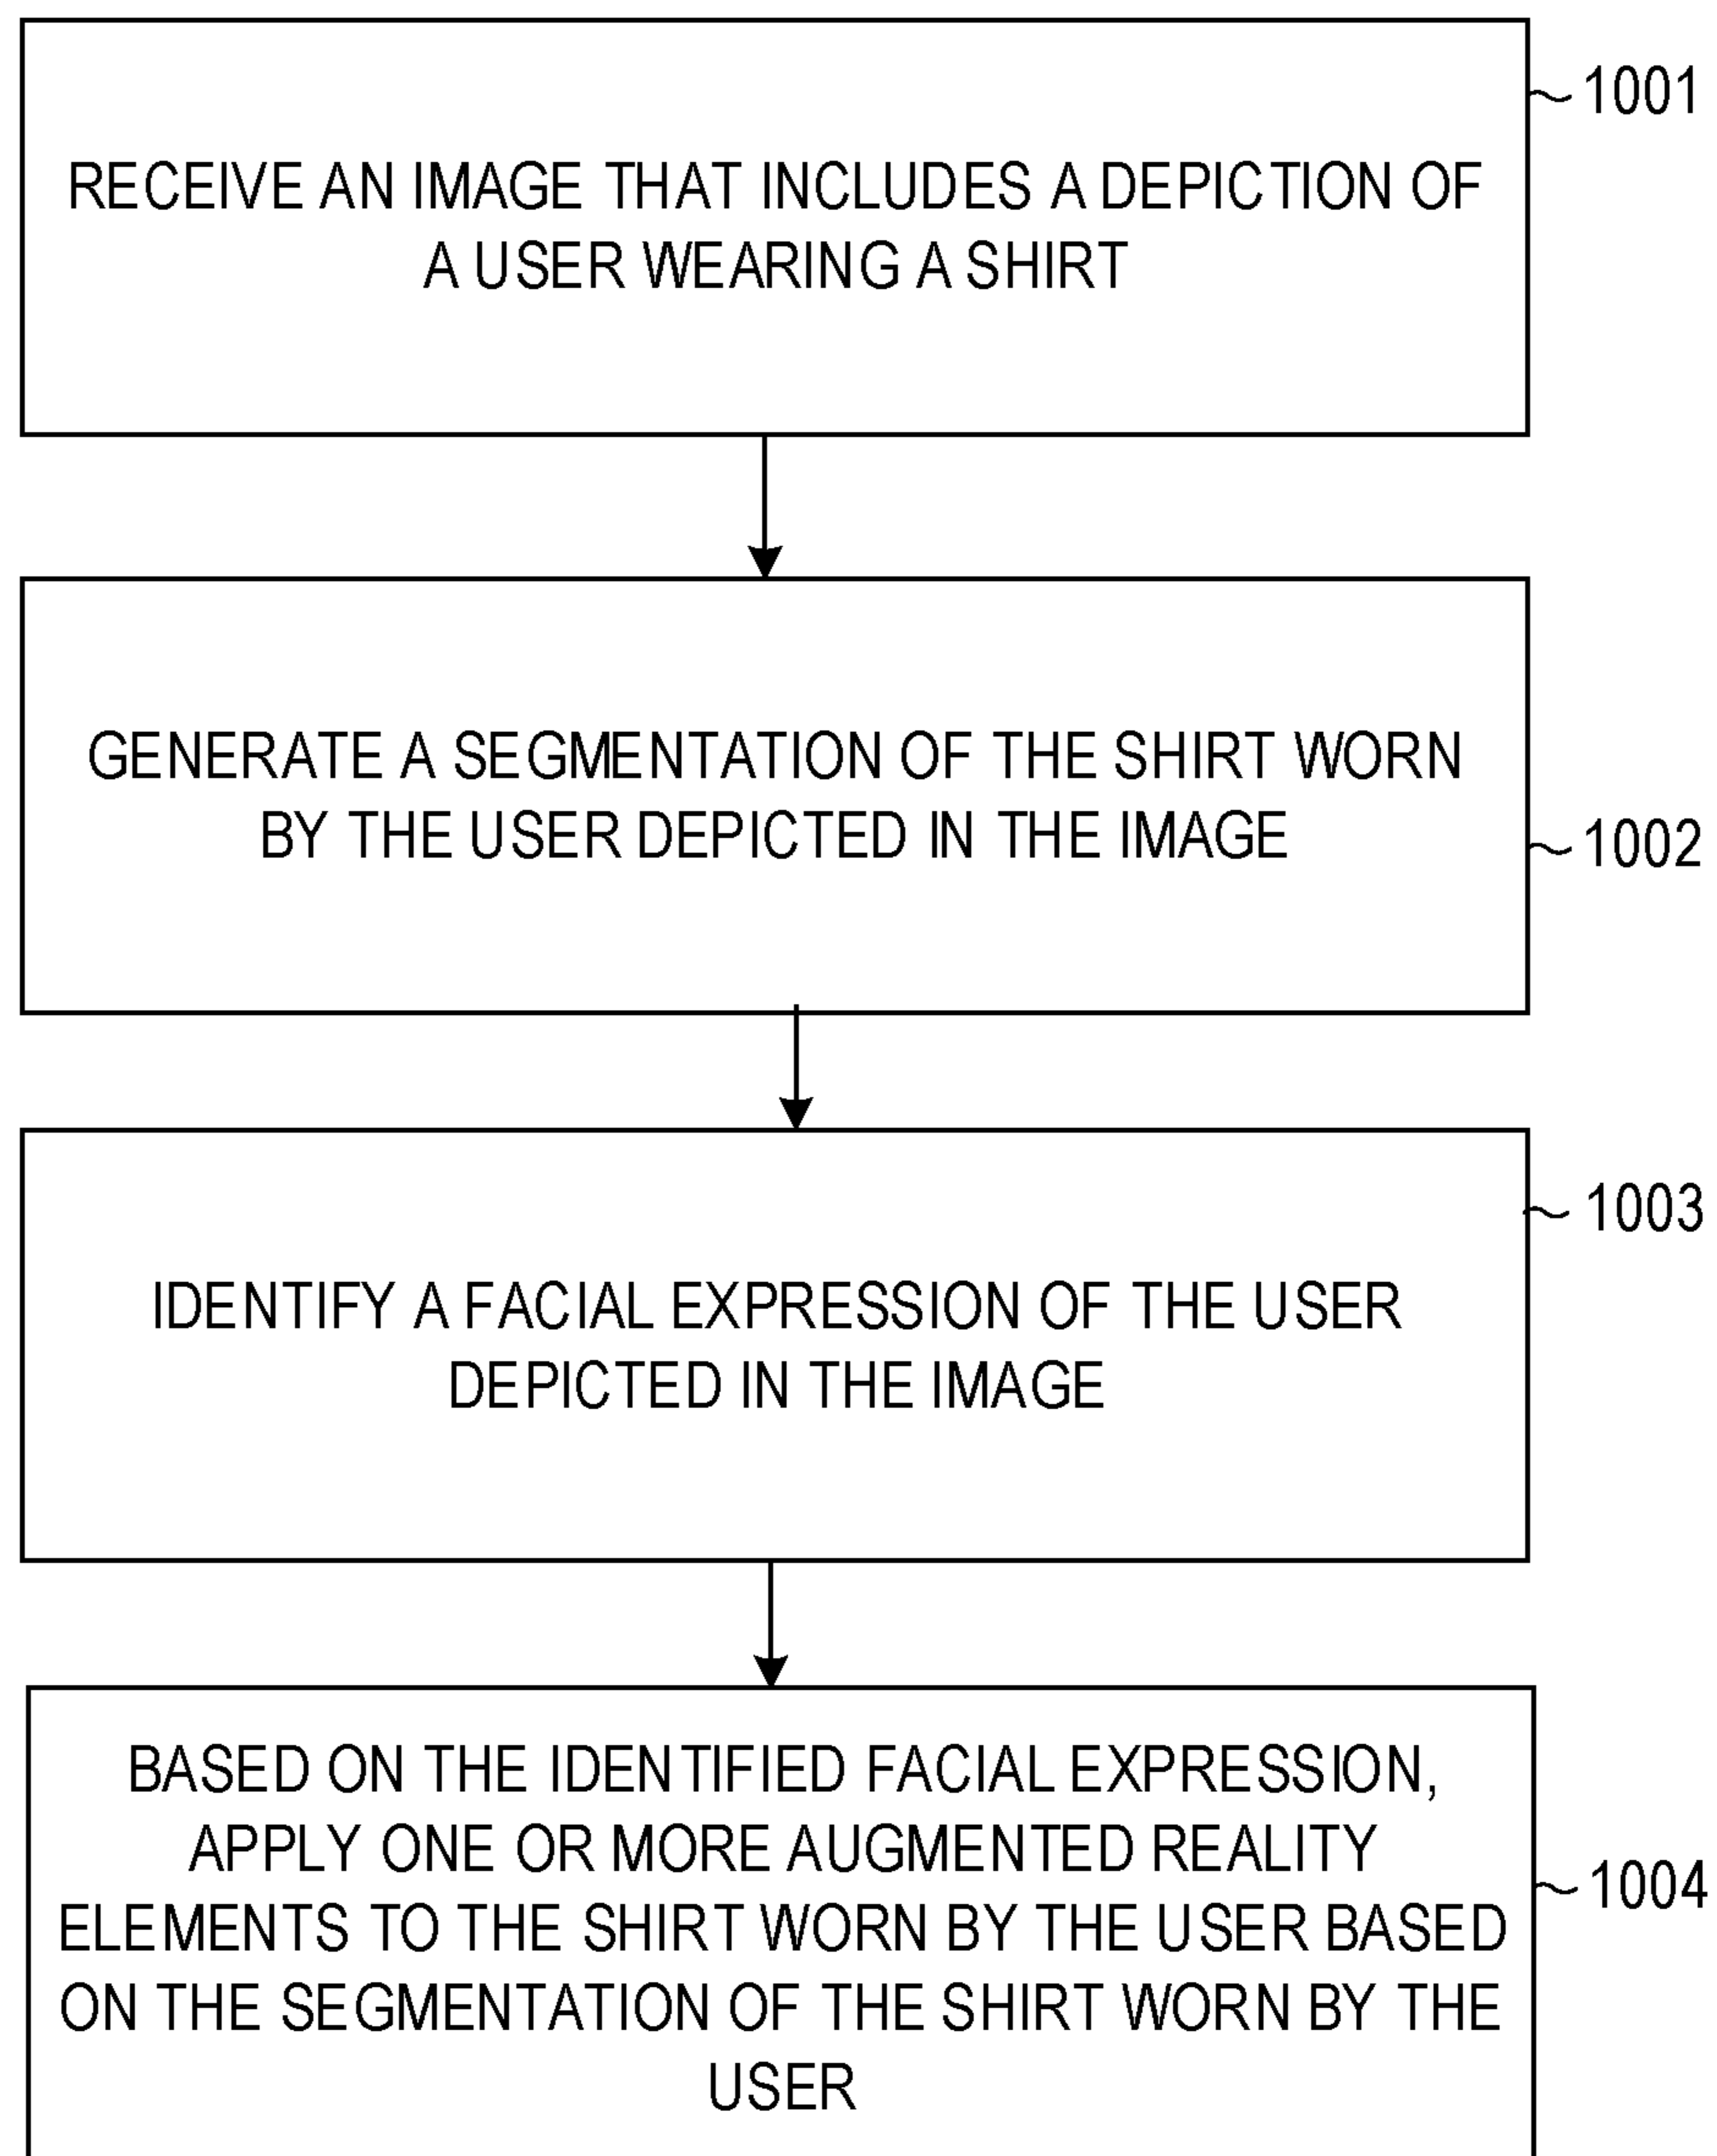 1001
RECEIVE AN IMAGE THAT INCLUDES A DEPICTION OF
A USER WEARING A SHIRT
GENERATE A SEGMENTATION OF THE SHIRT WORN
BY THE USER DEPICTED IN THE IMAGE
1002
1003
IDENTIFY A FACIAL EXPRESSION OF THE USER
DEPICTED IN THE IMAGE
BASED ON THE IDENTIFIED FACIAL EXPRESSION,
APPLY ONE OR MORE AUGMENTED REALITY
ELEMENTS TO THE SHIRT WORN BY THE USER BASED
ON THE SEGMENTATION OF THE SHIRT WORN BY THE
USER
1004